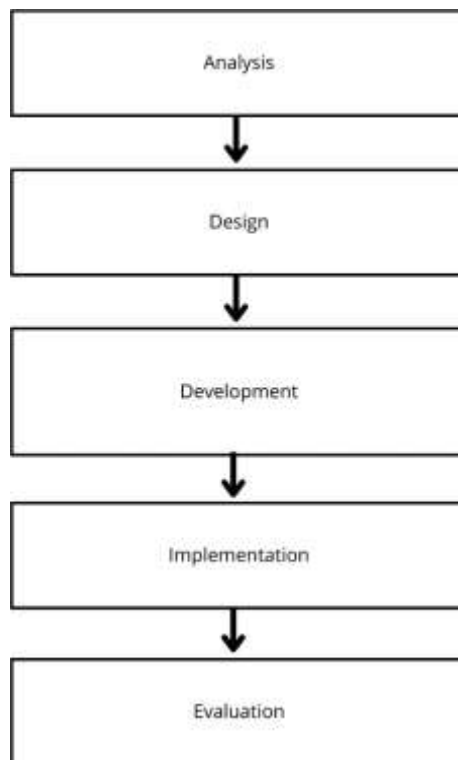 Analysis
Design
Development
Implementation
Evaluation